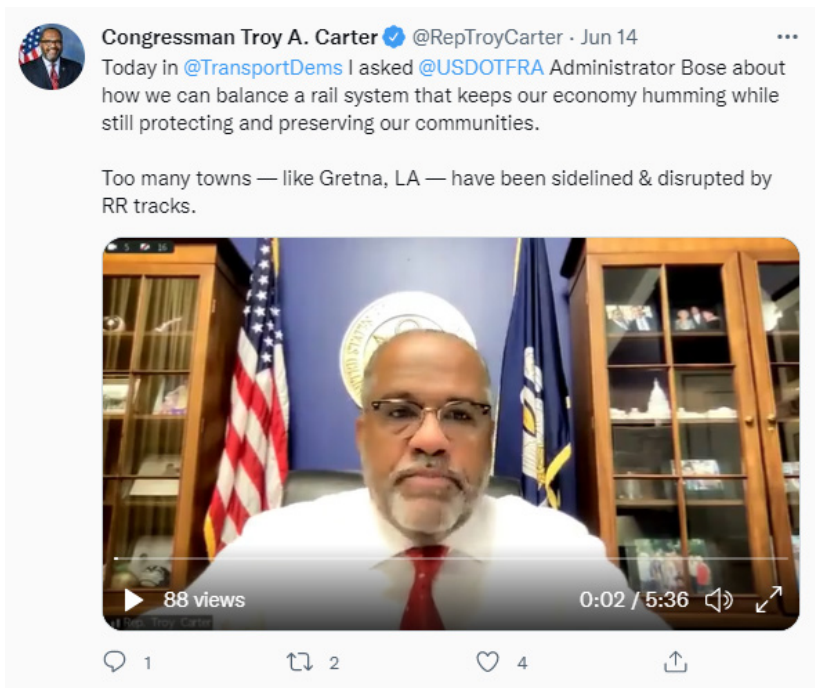 Congressman Troy A. Carter @RepTroyCarter · Jun 14
Today in @TransportDems I asked @USDOTFRA Administrator Bose about
how we can balance a rail system that keeps our economy humming while
still protecting and preserving our communities.
Too many towns — like Gretna, LA — have been sidelined & disrupted by
RR tracks.
5 16
88 views 0:02 / 5:36
Rep. Troy Carter
1 2 4